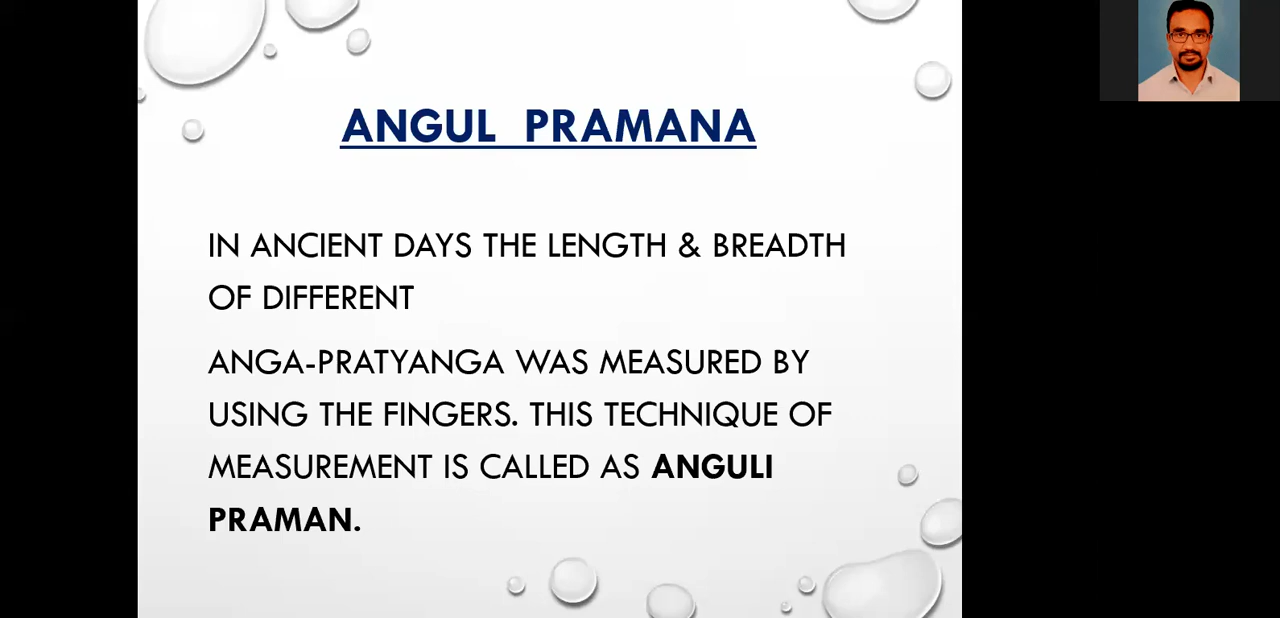 ANGUL PRAMANA
IN ANCIENT DAYS THE LENGTH & BREADTH
OF DIFFERENT
ANGA-PRATYANGA WAS MEASURED BY
USING THE FINGERS. THIS TECHNIQUE OF
MEASUREMENT IS CALLED AS ANGULI
PRAMAN.